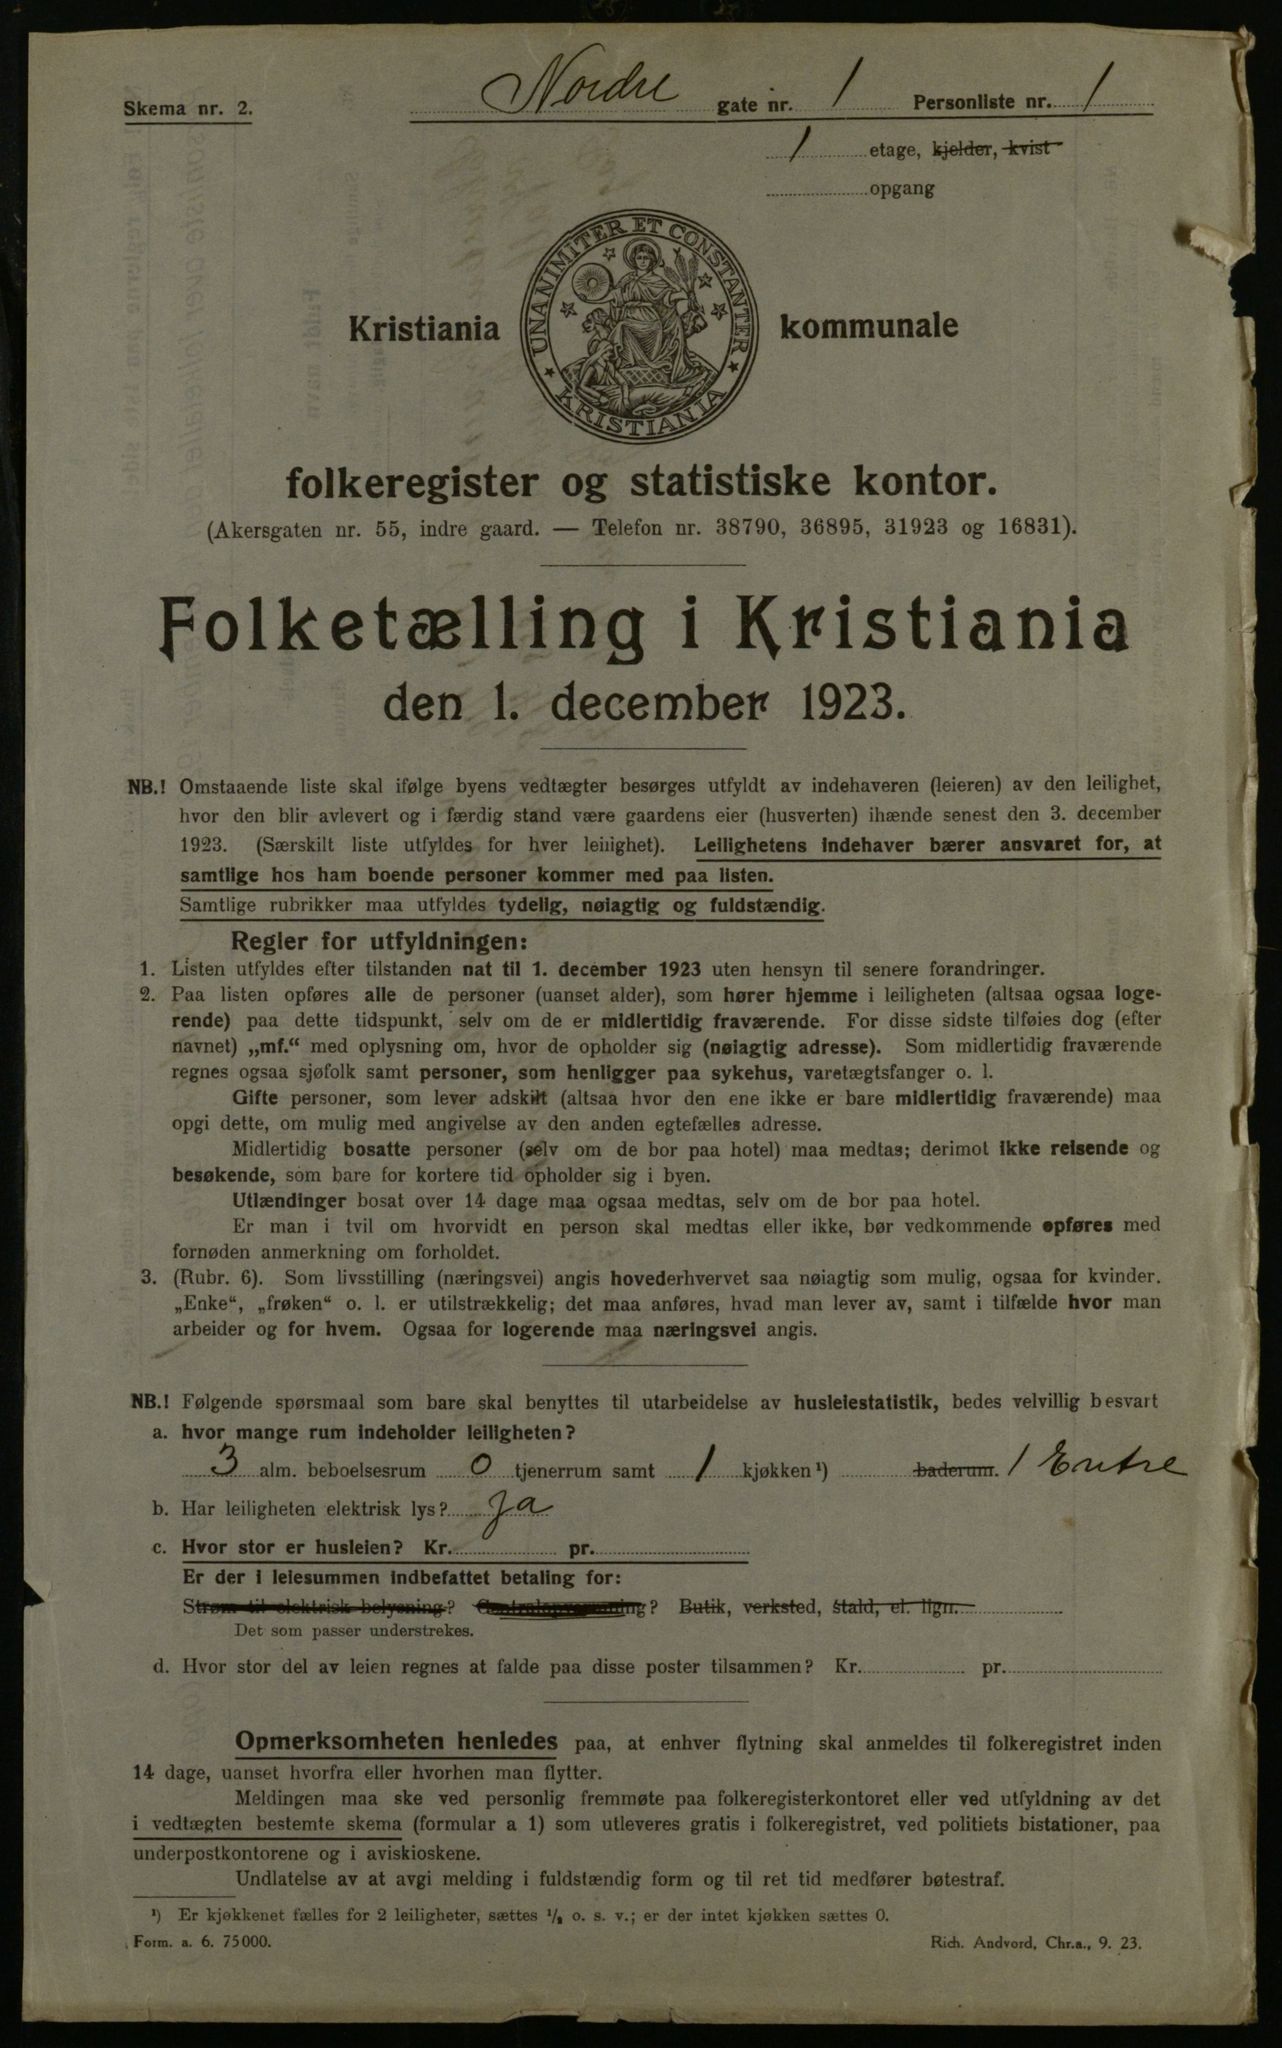 Skema nr. 2.
Nordre gate nr. 1 Personliste nr. 1
1 etage, kjelder, kvist
opgang
UNANIMITER ET CONSTANTER
KRISTIANIA
Kristiania kommunale
folkeregister og statistiske kontor.
(Akersgaten nr. 55, indre gaard. — Telefon nr. 38790, 36895, 31923 og 16831).
Folketælling i Kristiania
den 1. december 1923.
NB.! Omstaaende liste skal ifølge byens vedtægter besørges utfyldt av indehaveren (leieren) av den leilighet,
hvor den blir avlevert og i færdig stand være gaardens eier (husverten) ihænde senest den 3. december
1923. (Særskilt liste utfyldes for hver leilighet). Leilighetens indehaver bærer ansvaret for, at
samtlige hos ham boende personer kommer med paa listen.
Samtlige rubrikker maa utfyldes tydelig, nøiagtig og fuldstændig.
Regler for utfyldningen:
1. Listen utfyldes efter tilstanden nat til 1. december 1923 uten hensyn til senere forandringer.
2. Paa listen opføres alle de personer (uanset alder), som hører hjemme i leiligheten (altsaa ogsaa loge-
rende) paa dette tidspunkt, selv om de er midlertidig fraværende. For disse sidste tilføies dog (efter
navnet) „mf.“ med oplysning om, hvor de opholder sig (nøiagtig adresse). Som midlertidig fraværende
regnes ogsaa sjøfolk samt personer, som henligger paa sykehus, varetægtsfanger o. l.
Gifte personer, som lever adskilt (altsaa hvor den ene ikke er bare midlertidig fraværende) maa
opgi dette, om mulig med angivelse av den anden egtefælles adresse.
Midlertidig bosatte personer (selv om de bor paa hotel) maa medtas; derimot ikke reisende og
besøkende, som bare for kortere tid opholder sig i byen.
Utlændinger bosat over 14 dage maa ogsaa medtas, selv om de bor paa hotel.
Er man i tvil om hvorvidt en person skal medtas eller ikke, bør vedkommende opføres med
fornøden anmerkning om forholdet.
3. (Rubr. 6). Som livsstilling (næringsvei) angis hovederhvervet saa nøiagtig som mulig, ogsaa for kvinder.
„Enke“, „frøken“ o. l. er utilstrækkelig; det maa anføres, hvad man lever av, samt i tilfælde hvor man
arbeider og for hvem. Ogsaa for logerende maa næringsvei angis.
NB.! Følgende spørsmaal som bare skal benyttes til utarbeidelse av husleiestatistik, bedes velvillig besvart
a. hvor mange rum indeholder leiligheten?
3 alm. beboelsesrum 0 tjenerrum samt 1 kjøkken ¹) baderum. 1 Entre
b. Har leiligheten elektrisk lys? Ja
c. Hvor stor er husleien? Kr. pr.
Er der i leiesummen indbefattet betaling for:
Strøm til elektrisk belysning? Centralopvarmning? Butik, verksted, stald, el. lign.
Det som passer understrekes.
d. Hvor stor del av leien regnes at falde paa disse poster tilsammen? Kr. pr.
Opmerksomheten henledes paa, at enhver flytning skal anmeldes til folkeregistret inden
14 dage, uanset hvorfra eller hvorhen man flytter.
Meldingen maa ske ved personlig fremmøte paa folkeregisterkontoret eller ved utfyldning av det
i vedtægten bestemte skema (formular a 1) som utleveres gratis i folkeregistret, ved politiets bistationer, paa
underpostkontorene og i aviskioskene.
Undlatelse av at avgi melding i fuldstændig form og til ret tid medfører bøtestraf.
¹) Er kjøkkenet fælles for 2 leiligheter, sættes ½ o. s. v.; er der intet kjøkken sættes 0.
Form. a. 6. 75000. Rich. Andvord, Chr.a., 9. 23.